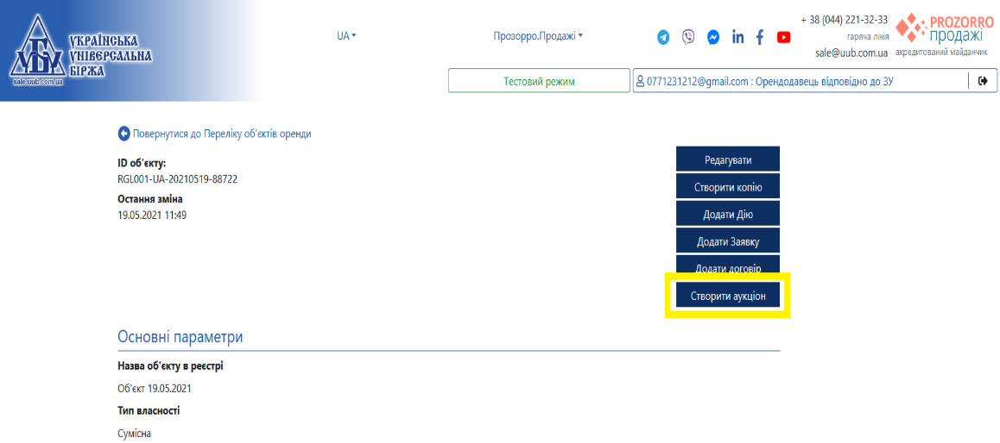 УКРАЇНСЬКА
УНІВЕРСАЛЬНА
БІРЖА
УБУ
sale.uub.com.ua
UA
Прозорро.Продажі
+ 38 (044) 221-32-33
гаряча лінія
sale@uub.com.ua
PROZORRO
продажі
акредитований майданчик
Тестовий режим
0771231212@gmail.com : Орендодавець відповідно до ЗУ
Повернутися до Переліку об'єктів оренди
ID об'єкту:
RGL001-UA-20210519-88722
Остання зміна
19.05.2021 11:49
Редагувати
Створити копію
Додати Дію
Додати Заявку
Додати договір
Створити аукціон
Основні параметри
Назва об'єкту в реєстрі
Об'єкт 19.05.2021
Тип власності
Сумісна